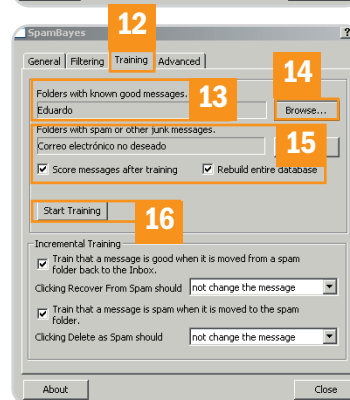 12
SpamBayes
?
General Filtering Training Advanced
14
Folders with known good messages.
13
Eduardo
Browse...
Folders with spam or other junk messages.
15
Correo electrónico no deseado
Score messages after training Rebuild entire database
Start Training
16
Incremental Training
Train that a message is good when it is moved from a spam
folder back to the Inbox.
Clicking Recover From Spam should not change the message
Train that a message is spam when it is moved to the spam
folder.
Clicking Delete as Spam should not change the message
About Close